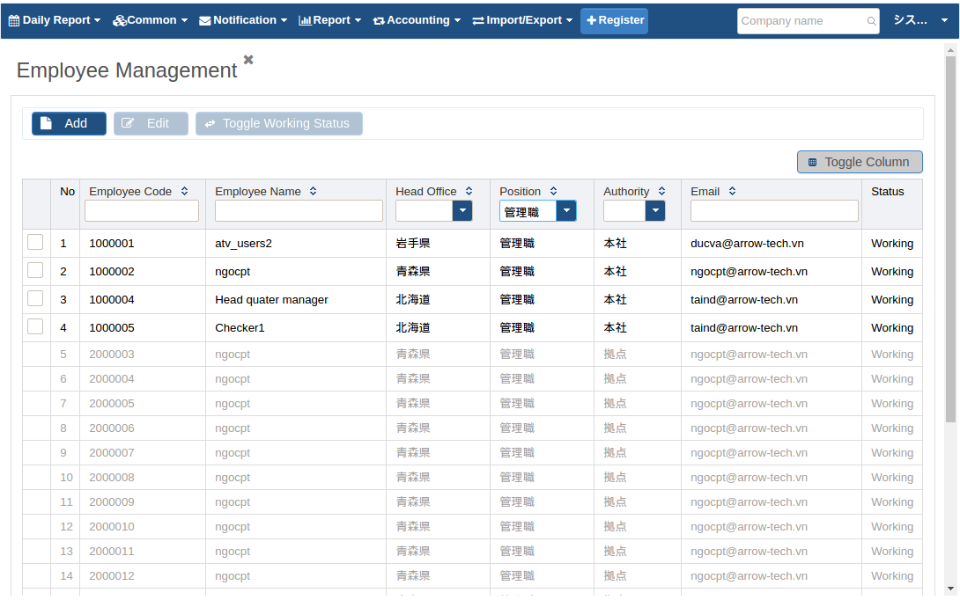 Daily Report Common Notification Report Accounting Import/Export Register Company name シス...
Employee Management
Add Edit Toggle Working Status
Toggle Column
No Employee Code Employee Name Head Office Position Authority Email Status
管理職
1 1000001 atv_users2 岩手県 管理職 本社 ducva@arrow-tech.vn Working
2 1000002 ngocpt 青森県 管理職 本社 ngocpt@arrow-tech.vn Working
3 1000004 Head quater manager 北海道 管理職 本社 taind@arrow-tech.vn Working
4 1000005 Checker1 北海道 管理職 本社 taind@arrow-tech.vn Working
5 2000003 ngocpt 青森県 管理職 拠点 ngocpt@arrow-tech.vn Working
6 2000004 ngocpt 青森県 管理職 拠点 ngocpt@arrow-tech.vn Working
7 2000005 ngocpt 青森県 管理職 拠点 ngocpt@arrow-tech.vn Working
8 2000006 ngocpt 青森県 管理職 拠点 ngocpt@arrow-tech.vn Working
9 2000007 ngocpt 青森県 管理職 拠点 ngocpt@arrow-tech.vn Working
10 2000008 ngocpt 青森県 管理職 拠点 ngocpt@arrow-tech.vn Working
11 2000009 ngocpt 青森県 管理職 拠点 ngocpt@arrow-tech.vn Working
12 2000010 ngocpt 青森県 管理職 拠点 ngocpt@arrow-tech.vn Working
13 2000011 ngocpt 青森県 管理職 拠点 ngocpt@arrow-tech.vn Working
14 2000012 ngocpt 青森県 管理職 拠点 ngocpt@arrow-tech.vn Working